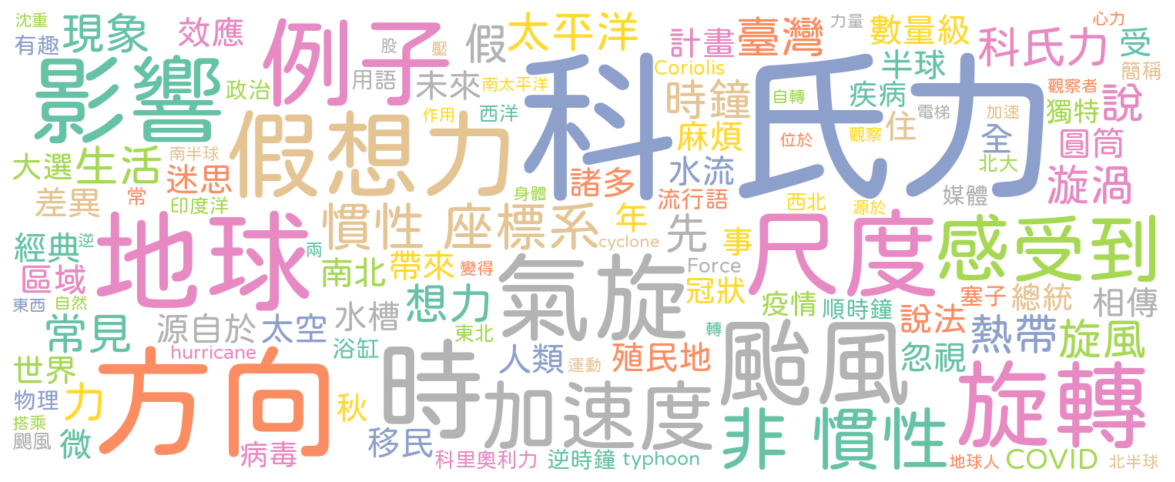 沈重
有趣
現象
效應
例子
股
壓
假
太平洋
計畫
臺灣
力量
數量級
科氏力
心力
受
簡稱
影響
政治
用語
未來
南太平洋
Coriolis
時鐘
自轉
疾病
半球
電梯
加速
觀察者
獨特
說
作用
西洋
科氏力
麻煩
位於
觀察
住
全
北大
圓筒
大選
生活
南半球
迷思
假想力
諸多
水流
媒體
旋渦
差異
常
印度洋
身體
流行語
西北
源於
經典
逆
地球
兩
慣性 座標系
cyclone
年
先
事
尺度
感受到
區域
南北
帶來
變得
氣旋
Force
冠狀
疫情
順時鐘
塞子
總統
相傳
東西
自然
常見
源自於
太空
水槽
想力
東北
轉
颱風
說法
熱帶
旋風
hurricane
浴缸
人類
運動
殖民地
忽視
世界
方向
時
加速度
旋轉
物理
力
秋
搭乘
颶風
微
病毒
移民
科里奧利力
逆時鐘
typhoon
非 慣性
地球人
COVID
北半球